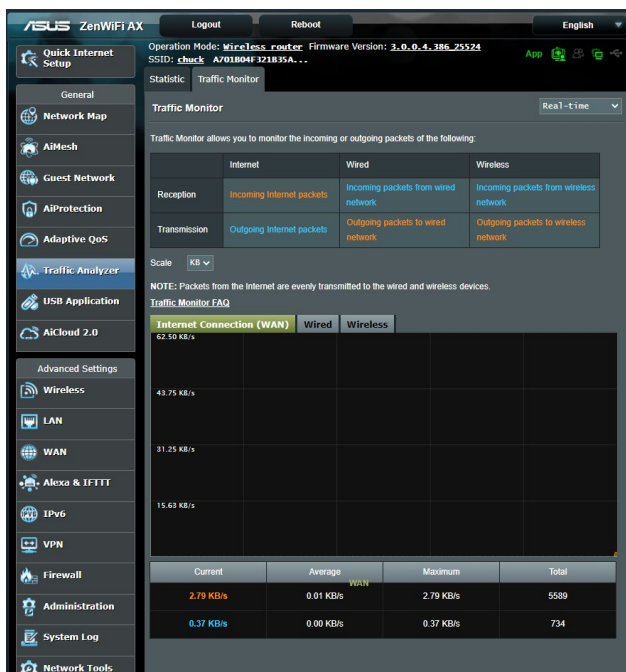 ASUS ZenWiFi AX Logout Reboot English
Quick Internet Setup
Operation Mode: Wireless router Firmware Version: 3.0.0.4.386_25524
SSID: chuck A701B04F321B35A... App
Statistic Traffic Monitor
General
Network Map
AiMesh
Guest Network
AiProtection
Adaptive QoS
Traffic Analyzer
USB Application
AiCloud 2.0
Advanced Settings
Wireless
LAN
WAN
Alexa & IFTTT
IPv6
VPN
Firewall
Administration
System Log
Network Tools
Traffic Monitor Real-time
Traffic Monitor allows you to monitor the incoming or outgoing packets of the following:
Internet Wired Wireless
Reception Incoming Internet packets Incoming packets from wired network Incoming packets from wireless network
Transmission Outgoing Internet packets Outgoing packets to wired network Outgoing packets to wireless network
Scale KB
NOTE: Packets from the Internet are evenly transmitted to the wired and wireless devices.
Traffic Monitor FAQ
Internet Connection (WAN) Wired Wireless
62.50 KB/s
43.75 KB/s
31.25 KB/s
15.63 KB/s
Current Average Maximum Total
WAN
2.79 KB/s 0.01 KB/s 2.79 KB/s 5589
0.37 KB/s 0.00 KB/s 0.37 KB/s 734